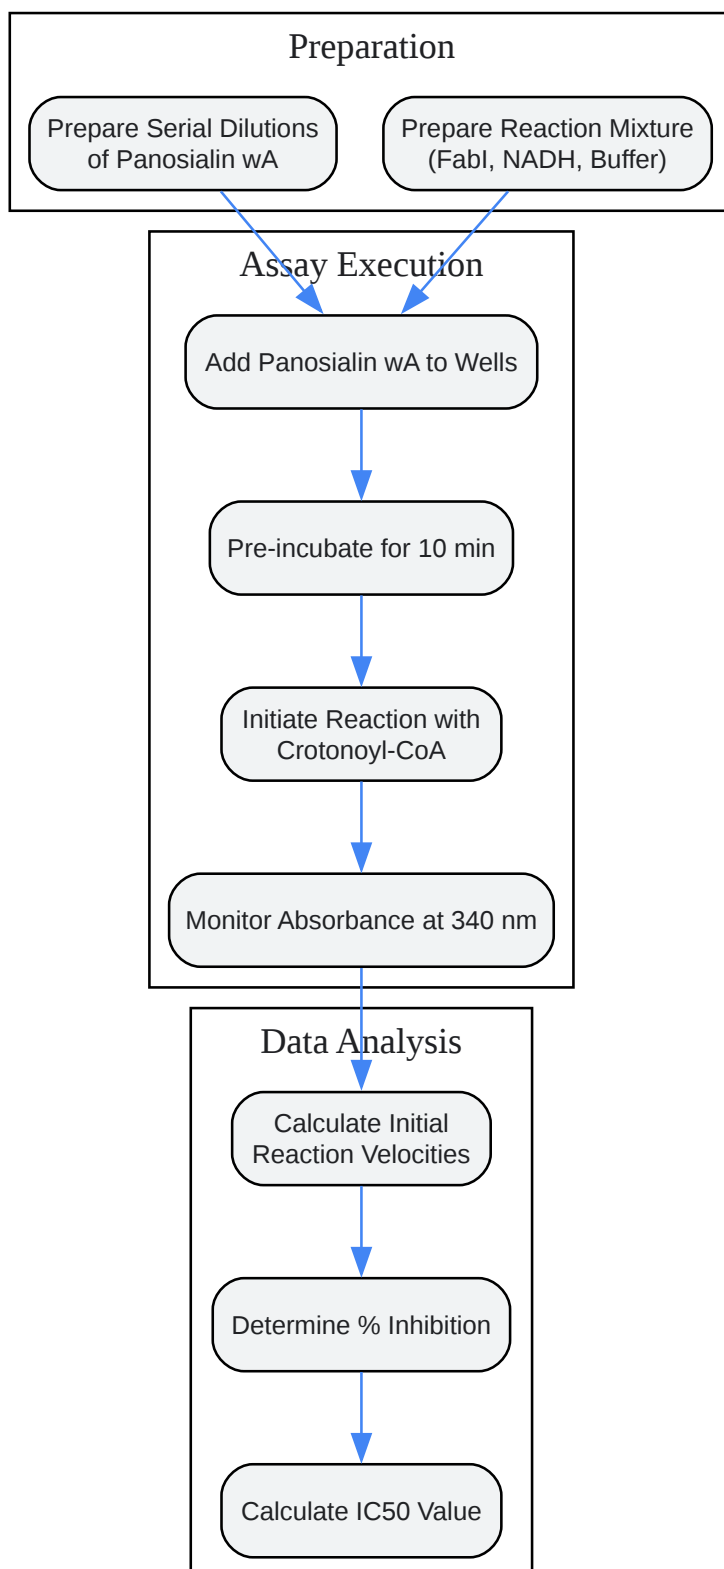 Preparation
Prepare Serial Dilutions
of Panosialin wA
Prepare Reaction Mixture
(FabI, NADH, Buffer)
Assay Execution
Add Panosialin wA to Wells
Pre-incubate for 10 min
Initiate Reaction with
Crotonoyl-CoA
Monitor Absorbance at 340 nm
Data Analysis
Calculate Initial
Reaction Velocities
Determine % Inhibition
Calculate IC50 Value